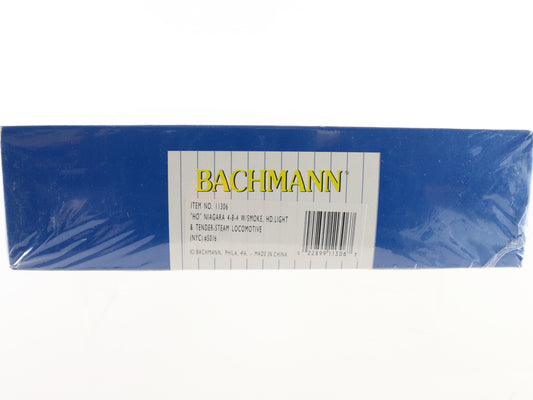 BACHMANN®
ITEM NO. 11306
"HO" NIAGARA 4-8-4 W/SMOKE, HD.LIGHT
& TENDER-STEAM LOCOMOTIVE
(NYC) #6016
© BACHMANN, PHILA, PA. - MADE IN CHINA
0 22899 11306 7